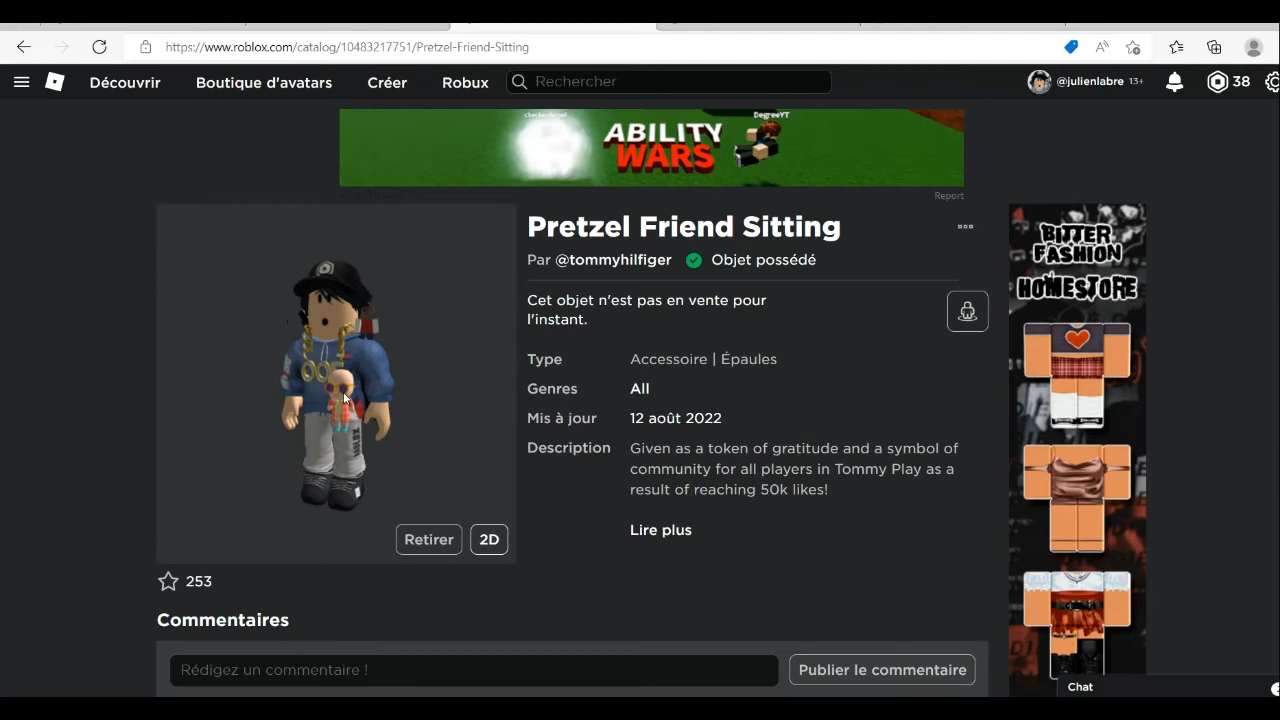 https://www.roblox.com/catalog/10483217751/Pretzel-Friend-Sitting
Découvrir
Boutique d'avatars
Créer
Robux
Rechercher
@julienlabre 13+
38
DegreeYT
ABILITY
WARS
Report
Pretzel Friend Sitting
Par @tommyhilfiger Objet possédé
Cet objet n'est pas en vente pour
l'instant.
Type Accessoire | Épaules
Genres All
Mis à jour 12 août 2022
Description Given as a token of gratitude and a symbol of
community for all players in Tommy Play as a
result of reaching 50k likes!
Lire plus
Retirer
2D
253
Commentaires
Rédigez un commentaire !
Publier le commentaire
BITTER
FASHION
HOMESTORE
Chat